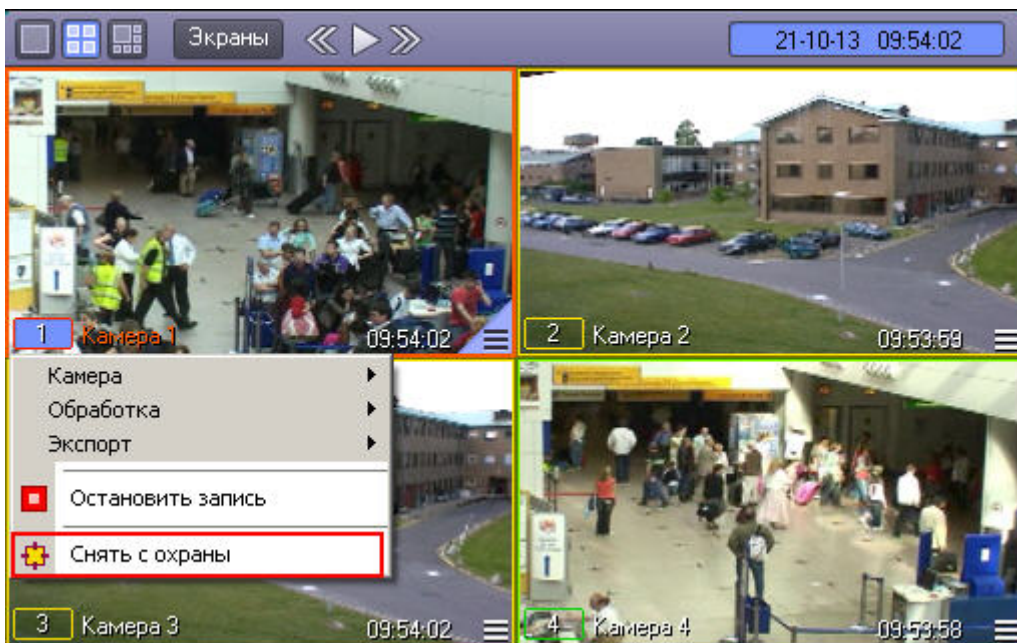 Экраны
21-10-13 09:54:02
1 Камера 1 09:54:02
2 Камера 2 09:53:59
Камера
Обработка
Экспорт
Остановить запись
Снять с охраны
3 Камера 3 09:54:02
4 Камера 4 09:53:58